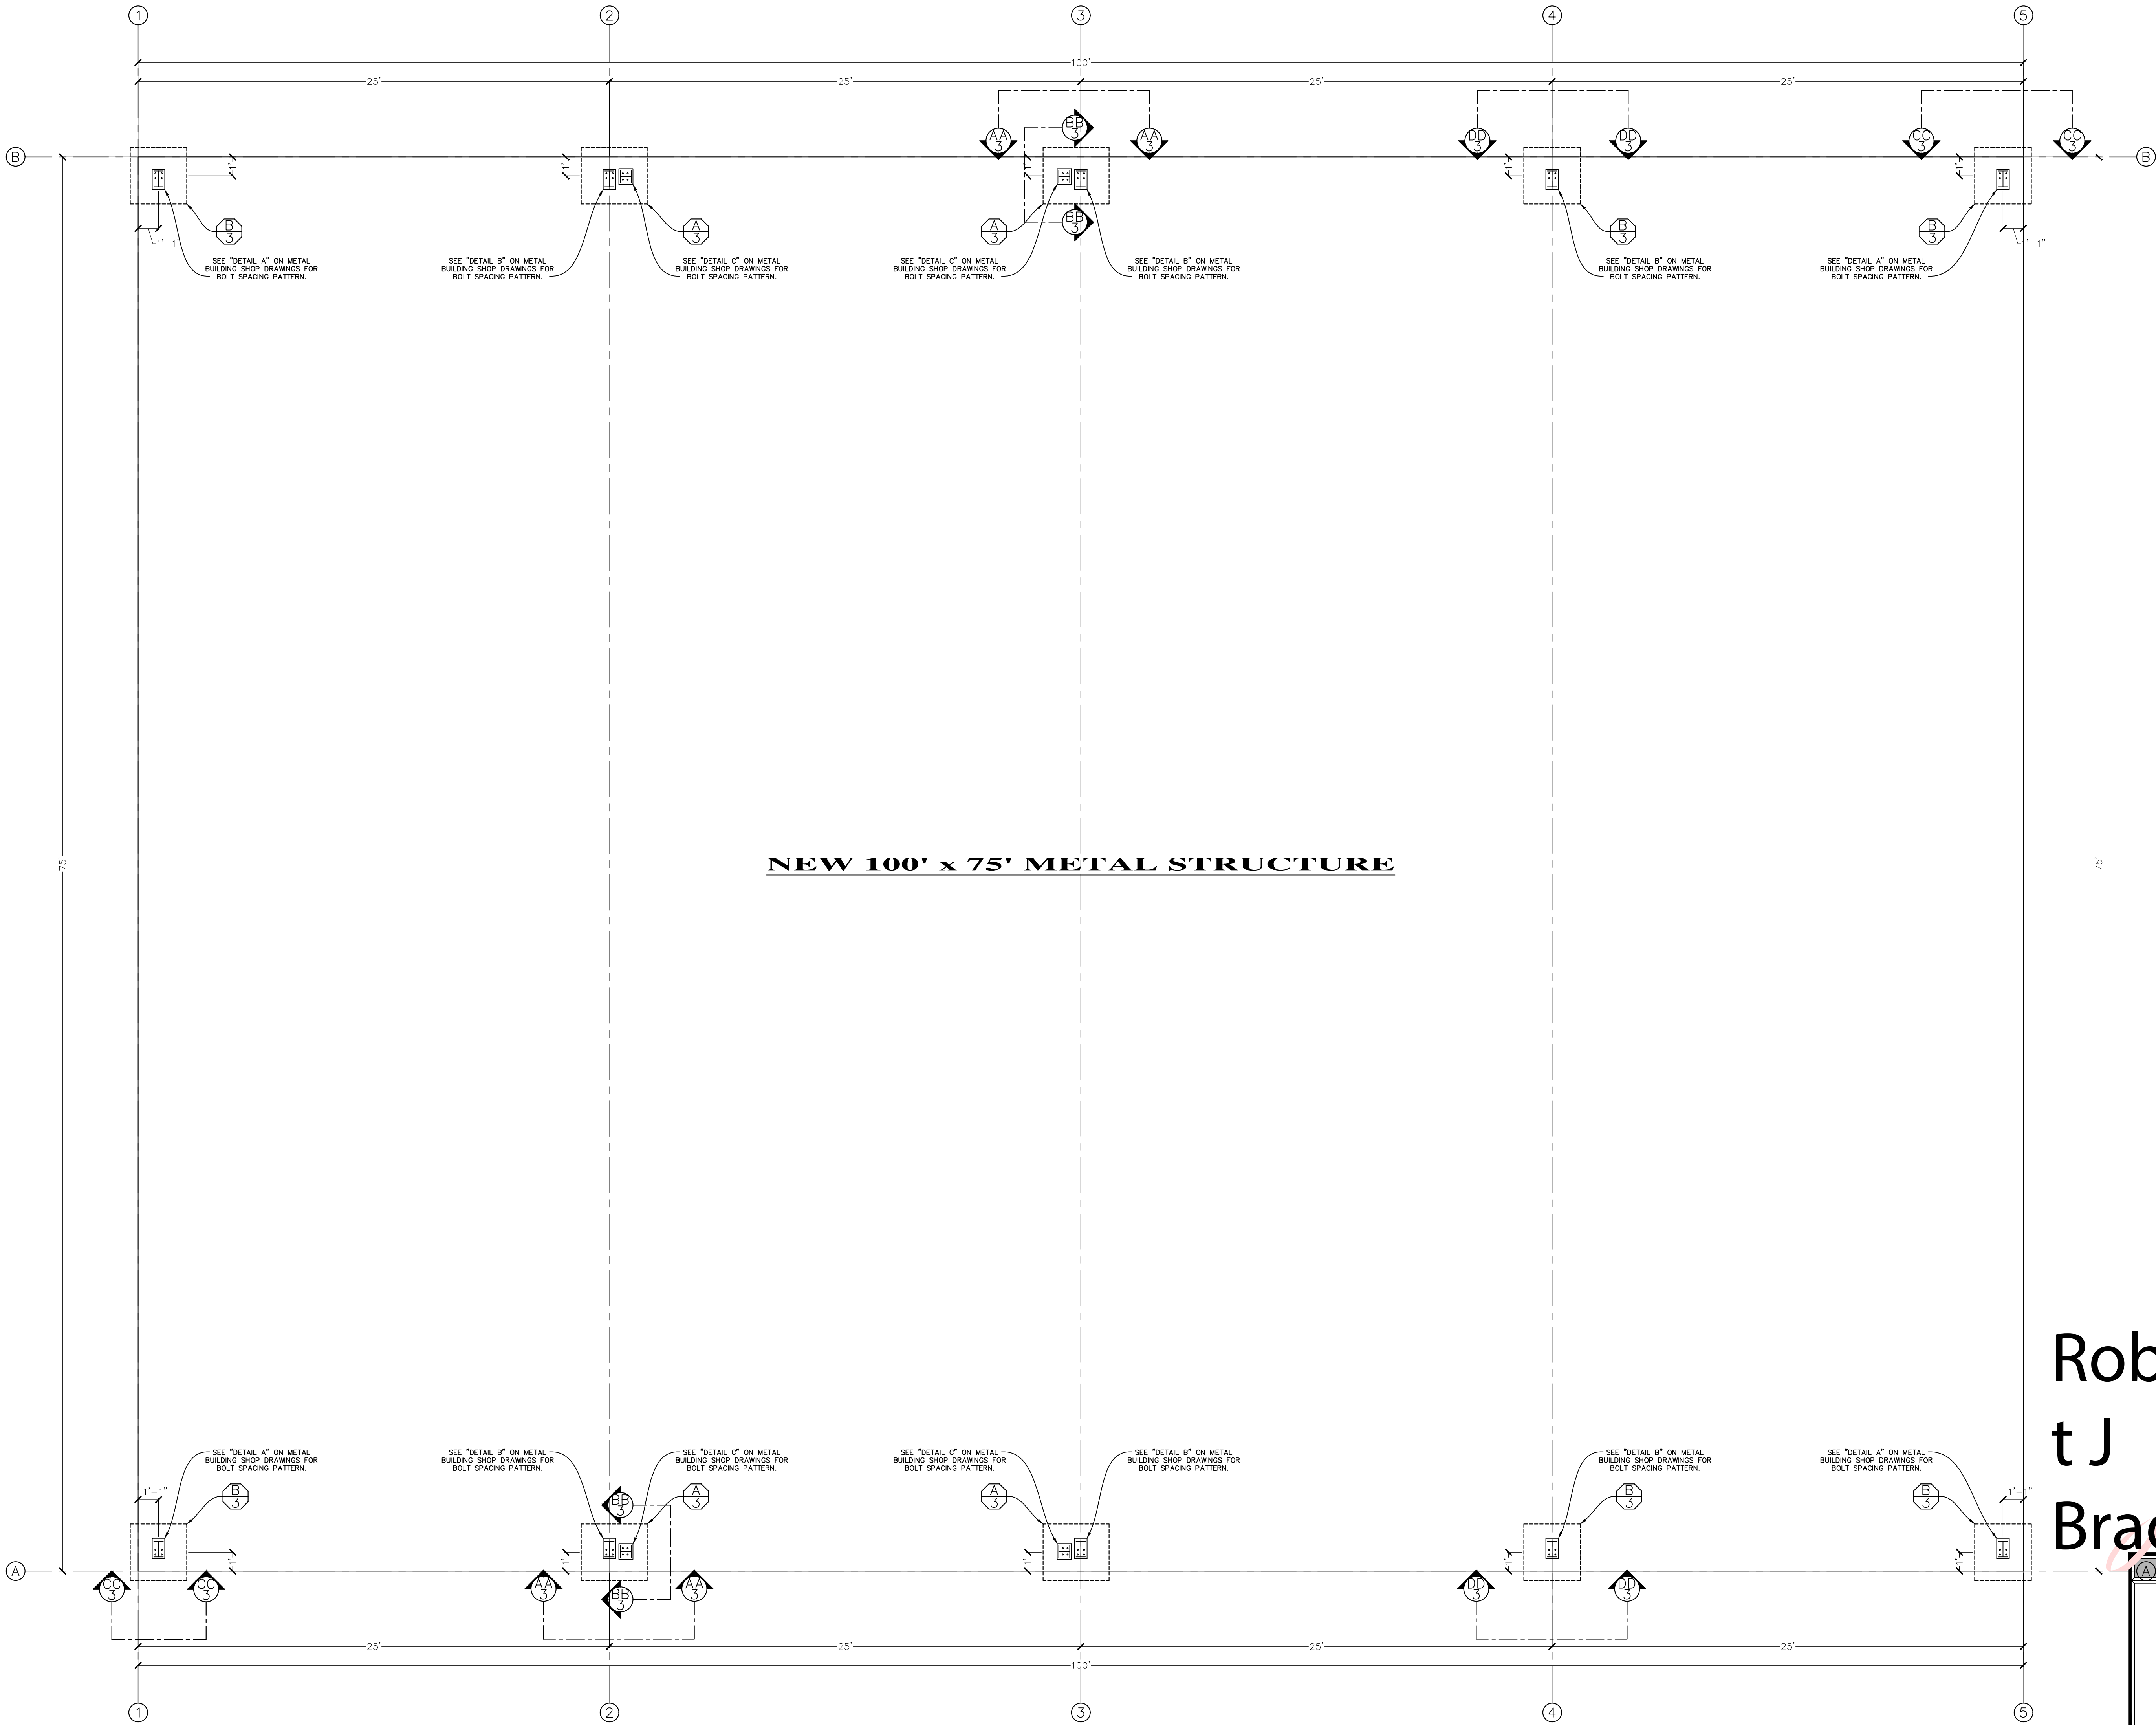 1 2 3 4 5
100'
25' 25' 25' 25'
BB
3
AA
3
AA
3
DD
3
DD
3
CC
3
CC
3
B B
1' 1' 1' 1' 1'
BB
3
B
3
A
3
A
3
B
3
B
3
1'-1" 1'-1"
SEE "DETAIL A" ON METAL
BUILDING SHOP DRAWINGS FOR
BOLT SPACING PATTERN.
SEE "DETAIL B" ON METAL
BUILDING SHOP DRAWINGS FOR
BOLT SPACING PATTERN.
SEE "DETAIL C" ON METAL
BUILDING SHOP DRAWINGS FOR
BOLT SPACING PATTERN.
SEE "DETAIL C" ON METAL
BUILDING SHOP DRAWINGS FOR
BOLT SPACING PATTERN.
SEE "DETAIL B" ON METAL
BUILDING SHOP DRAWINGS FOR
BOLT SPACING PATTERN.
SEE "DETAIL B" ON METAL
BUILDING SHOP DRAWINGS FOR
BOLT SPACING PATTERN.
SEE "DETAIL A" ON METAL
BUILDING SHOP DRAWINGS FOR
BOLT SPACING PATTERN.
75' 75'
NEW 100' x 75' METAL STRUCTURE
Rob
t J
Brad
SEE "DETAIL A" ON METAL
BUILDING SHOP DRAWINGS FOR
BOLT SPACING PATTERN.
SEE "DETAIL B" ON METAL
BUILDING SHOP DRAWINGS FOR
BOLT SPACING PATTERN.
SEE "DETAIL C" ON METAL
BUILDING SHOP DRAWINGS FOR
BOLT SPACING PATTERN.
SEE "DETAIL C" ON METAL
BUILDING SHOP DRAWINGS FOR
BOLT SPACING PATTERN.
SEE "DETAIL B" ON METAL
BUILDING SHOP DRAWINGS FOR
BOLT SPACING PATTERN.
SEE "DETAIL B" ON METAL
BUILDING SHOP DRAWINGS FOR
BOLT SPACING PATTERN.
SEE "DETAIL A" ON METAL
BUILDING SHOP DRAWINGS FOR
BOLT SPACING PATTERN.
1'-1" 1'-1"
B
3
BB
3
A
3
A
3
B
3
B
3
1' 1' 1' 1' 1'
A A
CC
3
CC
3
AA
3
BB
3
AA
3
DD
3
DD
3
25' 25' 25' 25'
100'
1 2 3 4 5